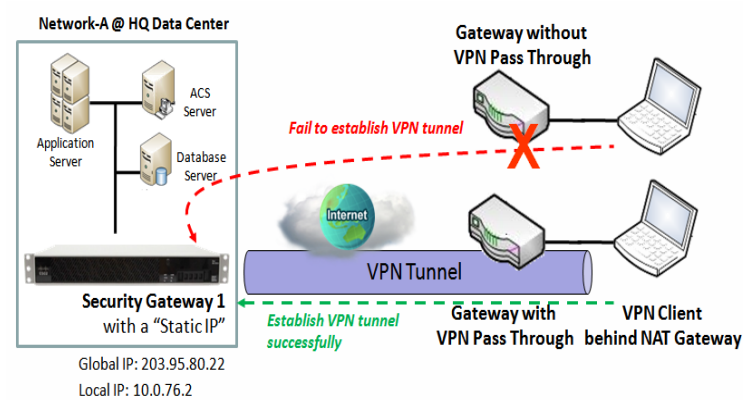 Network-A @ HQ Data Center
ACS
Server
Application
Server
Database
Server
Security Gateway 1
with a “Static IP”
Global IP: 203.95.80.22
Local IP: 10.0.76.2
Gateway without
VPN Pass Through
Fail to establish VPN tunnel
X
Internet
VPN Tunnel
Establish VPN tunnel
successfully
Gateway with
VPN Pass Through
VPN Client
behind NAT Gateway